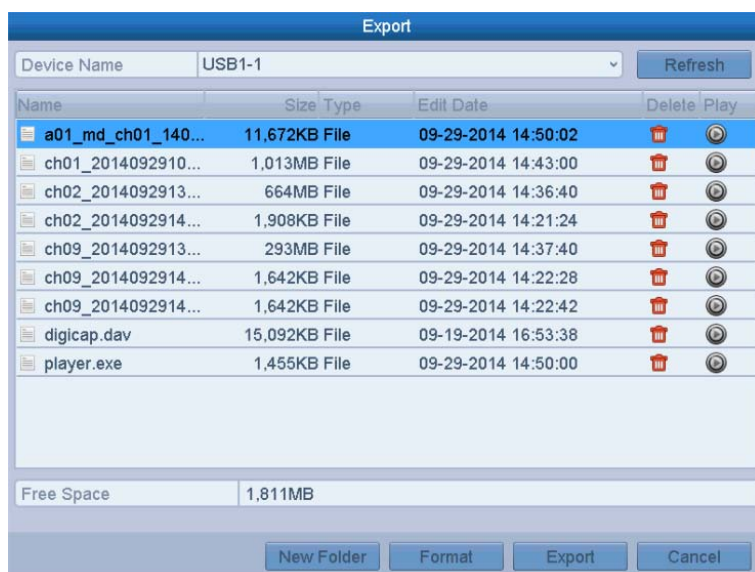 Export
Device Name USB1-1 Refresh
Name Size Type Edit Date Delete Play
a01_md_ch01_140... 11,672KB File 09-29-2014 14:50:02
ch01_2014092910... 1,013MB File 09-29-2014 14:43:00
ch02_2014092913... 664MB File 09-29-2014 14:36:40
ch02_2014092914... 1,908KB File 09-29-2014 14:21:24
ch09_2014092913... 293MB File 09-29-2014 14:37:40
ch09_2014092914... 1,642KB File 09-29-2014 14:22:28
ch09_2014092914... 1,642KB File 09-29-2014 14:22:42
digicap.dav 15,092KB File 09-19-2014 16:53:38
player.exe 1,455KB File 09-29-2014 14:50:00
Free Space 1,811MB
New Folder Format Export Cancel